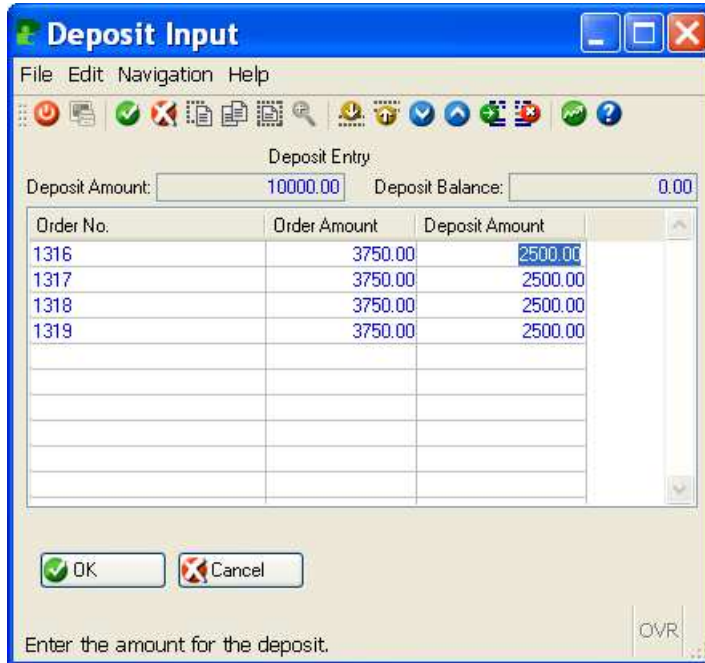 Deposit Input
File Edit Navigation Help
Deposit Entry
Deposit Amount: 10000.00 Deposit Balance: 0.00
Order No. Order Amount Deposit Amount
1316 3750.00 2500.00
1317 3750.00 2500.00
1318 3750.00 2500.00
1319 3750.00 2500.00
OK Cancel
Enter the amount for the deposit. OVR